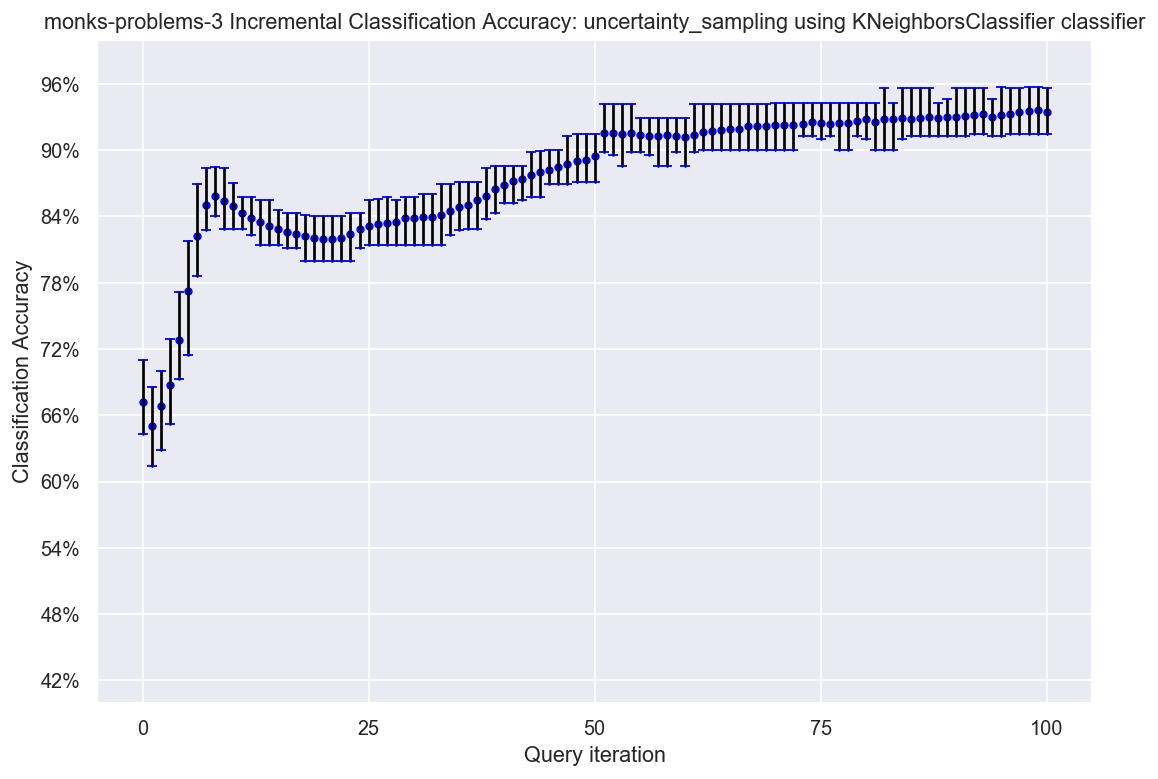 monks-problems-3 Incremental Classification Accuracy: uncertainty_sampling using KNeighborsClassifier classifier
96%
90%
84%
78%
72%
66%
60%
54%
48%
42%
Classification Accuracy
0 25 50 75 100
Query iteration